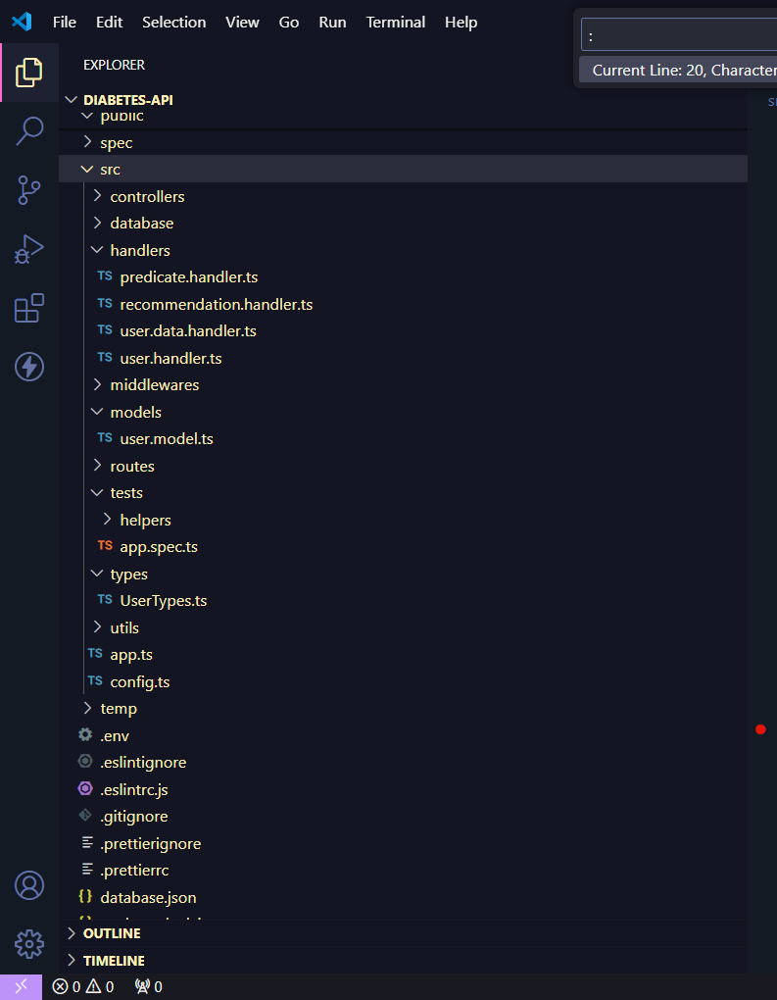 File Edit Selection View Go Run Terminal Help
:
Current Line: 20, Character
EXPLORER
DIABETES-API
public
spec
src
controllers
database
handlers
TS predicate.handler.ts
TS recommendation.handler.ts
TS user.data.handler.ts
TS user.handler.ts
middlewares
models
TS user.model.ts
routes
tests
helpers
TS app.spec.ts
types
TS UserTypes.ts
utils
TS app.ts
TS config.ts
temp
.env
.eslintignore
.eslintrc.js
.gitignore
.prettierignore
.prettierrc
{} database.json
OUTLINE
TIMELINE
0 0 0